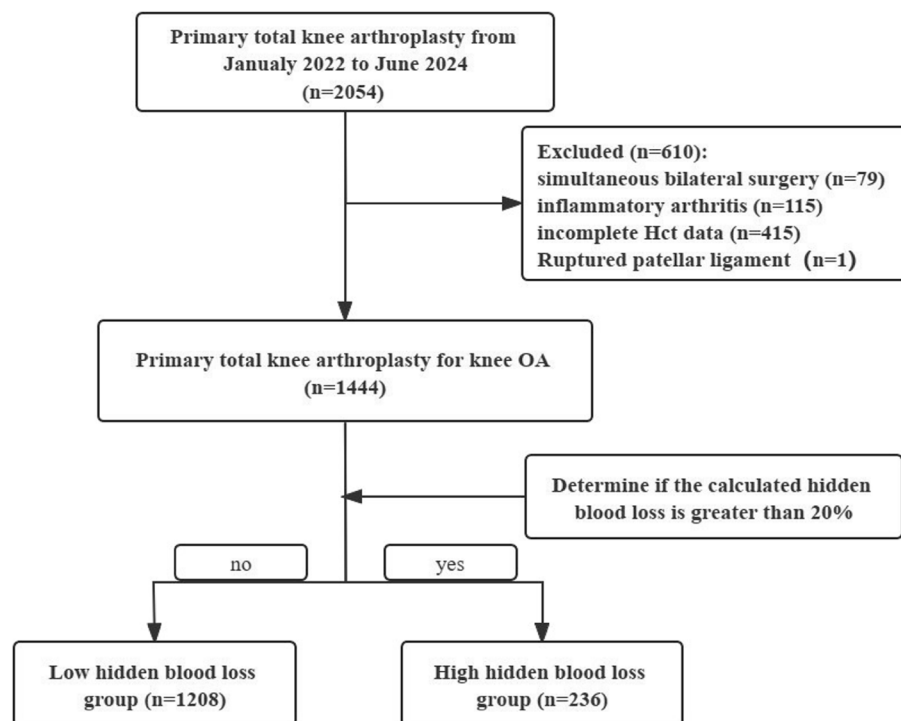 Primary total knee arthroplasty from
Janualy 2022 to June 2024
(n=2054)
Excluded (n=610):
simultaneous bilateral surgery (n=79)
inflammatory arthritis (n=115)
incomplete Hct data (n=415)
Ruptured patellar ligament (n=1)
Primary total knee arthroplasty for knee OA
(n=1444)
Determine if the calculated hidden
blood loss is greater than 20%
no
yes
Low hidden blood loss
group (n=1208)
High hidden blood loss
group (n=236)